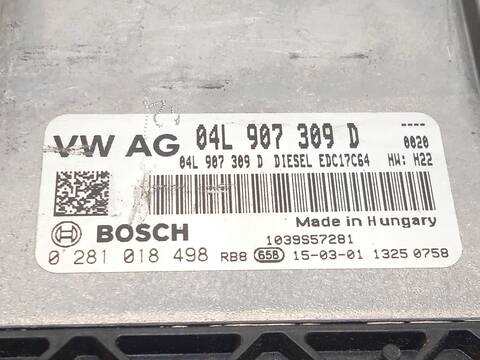 VW AG 04L 907 309 D
0020
04L 907 309 D DIESEL EDC17C64 HW: H22
Made in Hungary
BOSCH 1039S57281
0 281 018 498 RB8 658 15-03-01 1325 0758